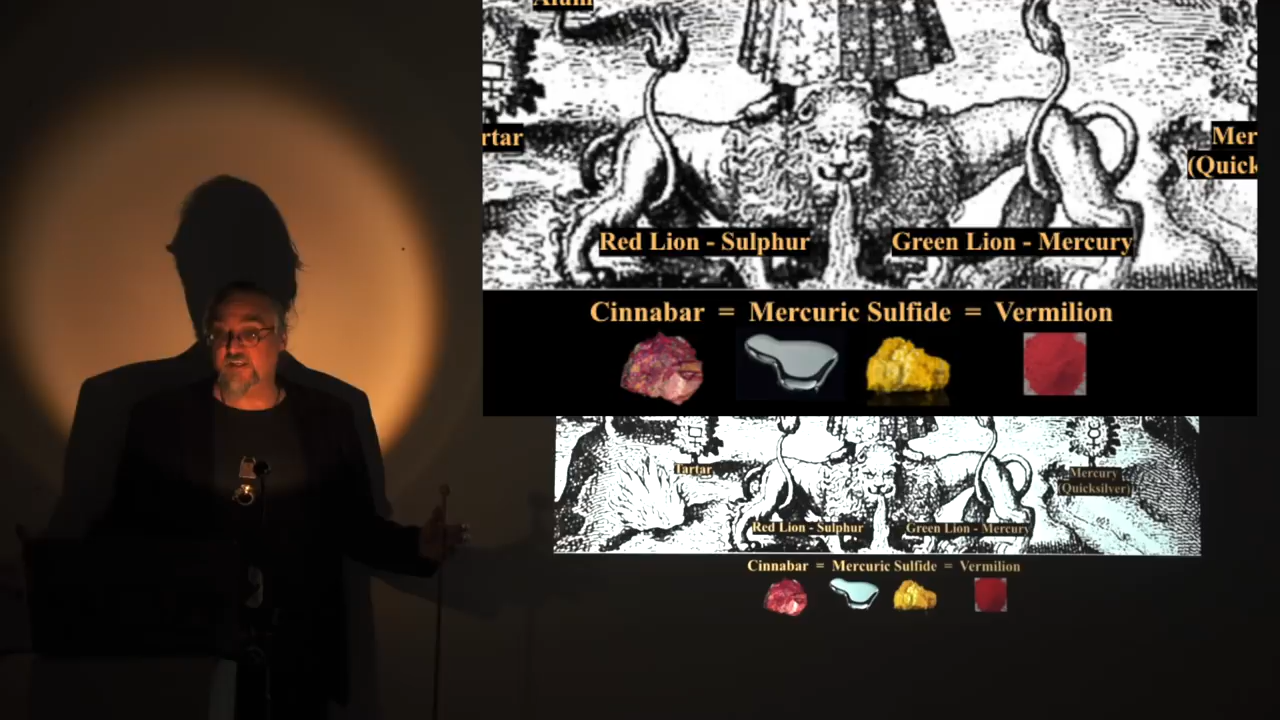 Alum
rtar
Mer
(Quick
Red Lion - Sulphur
Green Lion - Mercury
Cinnabar = Mercuric Sulfide = Vermilion
Tartar
Mercury
(Quicksilver)
Red Lion - Sulphur
Green Lion - Mercury
Cinnabar = Mercuric Sulfide = Vermilion